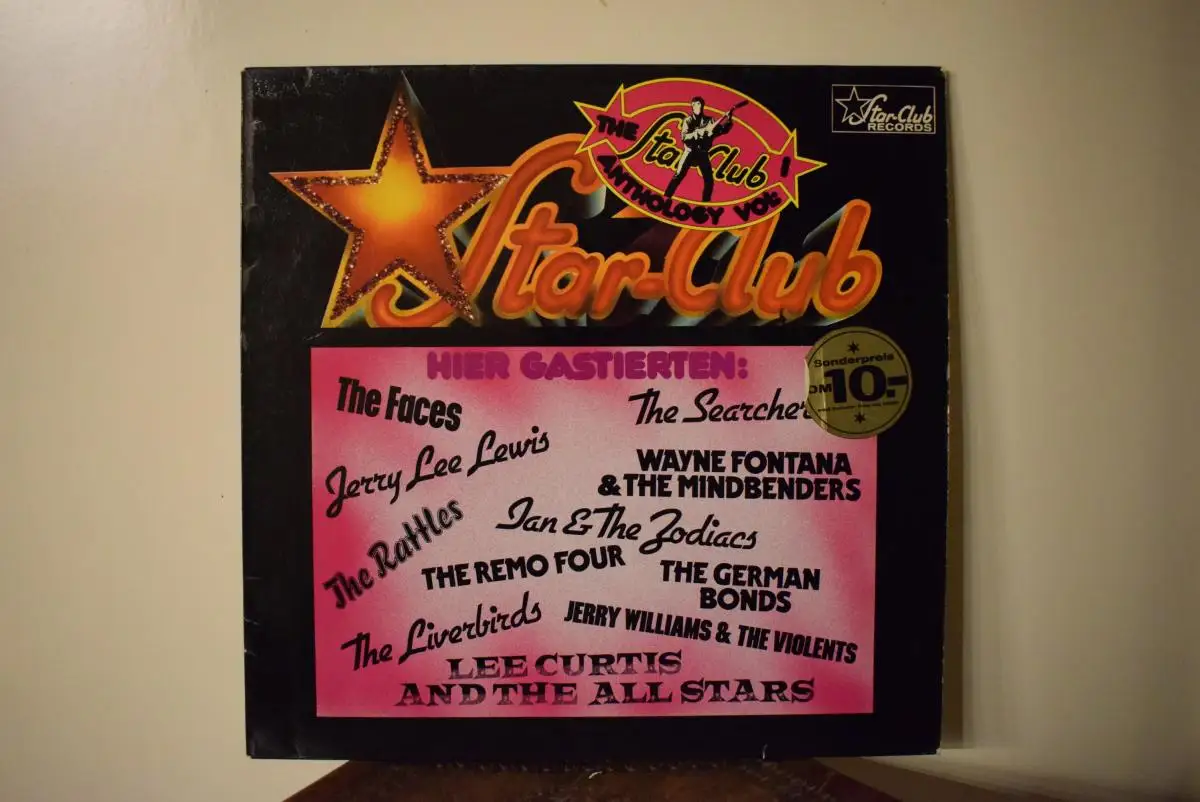 THE
Star-Club
ANTHOLOGY VOL. 1
Star-Club
RECORDS
Star-Club
HIER GASTIERTEN:
The Faces
The Searcher
Sonderpreis
DM 10.-
Jerry Lee Lewis
WAYNE FONTANA
& THE MINDBENDERS
The Rattles
Ian & The Zodiacs
THE REMO FOUR
THE GERMAN
BONDS
The Liverbirds
JERRY WILLIAMS & THE VIOLENTS
LEE CURTIS
AND THE ALL STARS